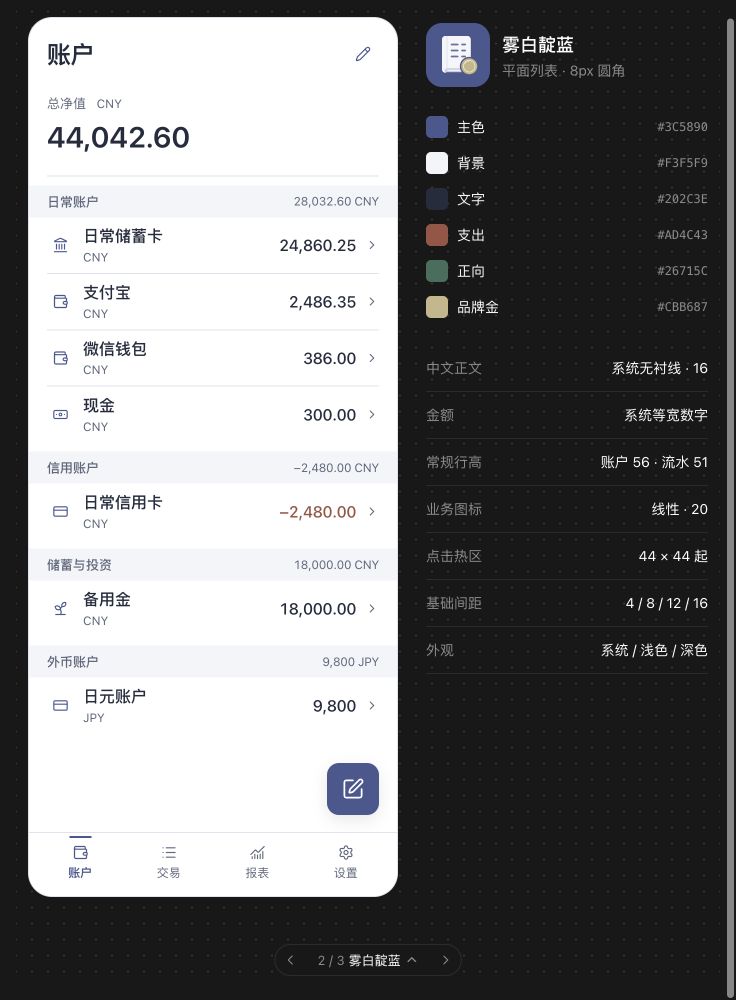 账户
总净值 CNY
44,042.60
日常账户 28,032.60 CNY
日常储蓄卡
CNY
24,860.25
支付宝
CNY
2,486.35
微信钱包
CNY
386.00
现金
CNY
300.00
信用账户 −2,480.00 CNY
日常信用卡
CNY
−2,480.00
储蓄与投资 18,000.00 CNY
备用金
CNY
18,000.00
外币账户 9,800 JPY
日元账户
JPY
9,800
账户 交易 报表 设置
雾白靛蓝
平面列表 · 8px 圆角
主色 #3C5890
背景 #F3F5F9
文字 #202C3E
支出 #AD4C43
正向 #26715C
品牌金 #CBB687
中文正文 系统无衬线 · 16
金额 系统等宽数字
常规行高 账户 56 · 流水 51
业务图标 线性 · 20
点击热区 44 × 44 起
基础间距 4 / 8 / 12 / 16
外观 系统 / 浅色 / 深色
2 / 3 雾白靛蓝